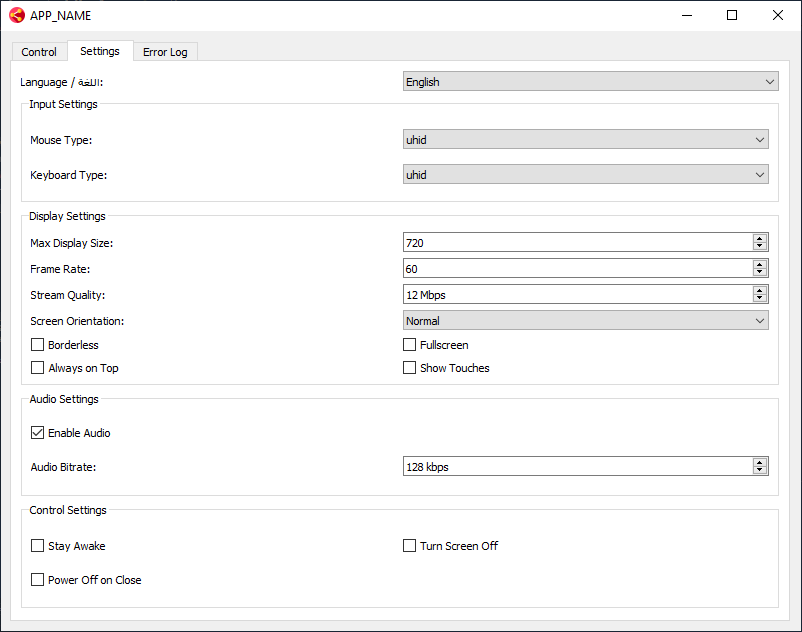 APP_NAME
Control Settings Error Log
Language / اللغة: English
Input Settings
Mouse Type: uhid
Keyboard Type: uhid
Display Settings
Max Display Size: 720
Frame Rate: 60
Stream Quality: 12 Mbps
Screen Orientation: Normal
Borderless Fullscreen
Always on Top Show Touches
Audio Settings
Enable Audio
Audio Bitrate: 128 kbps
Control Settings
Stay Awake Turn Screen Off
Power Off on Close